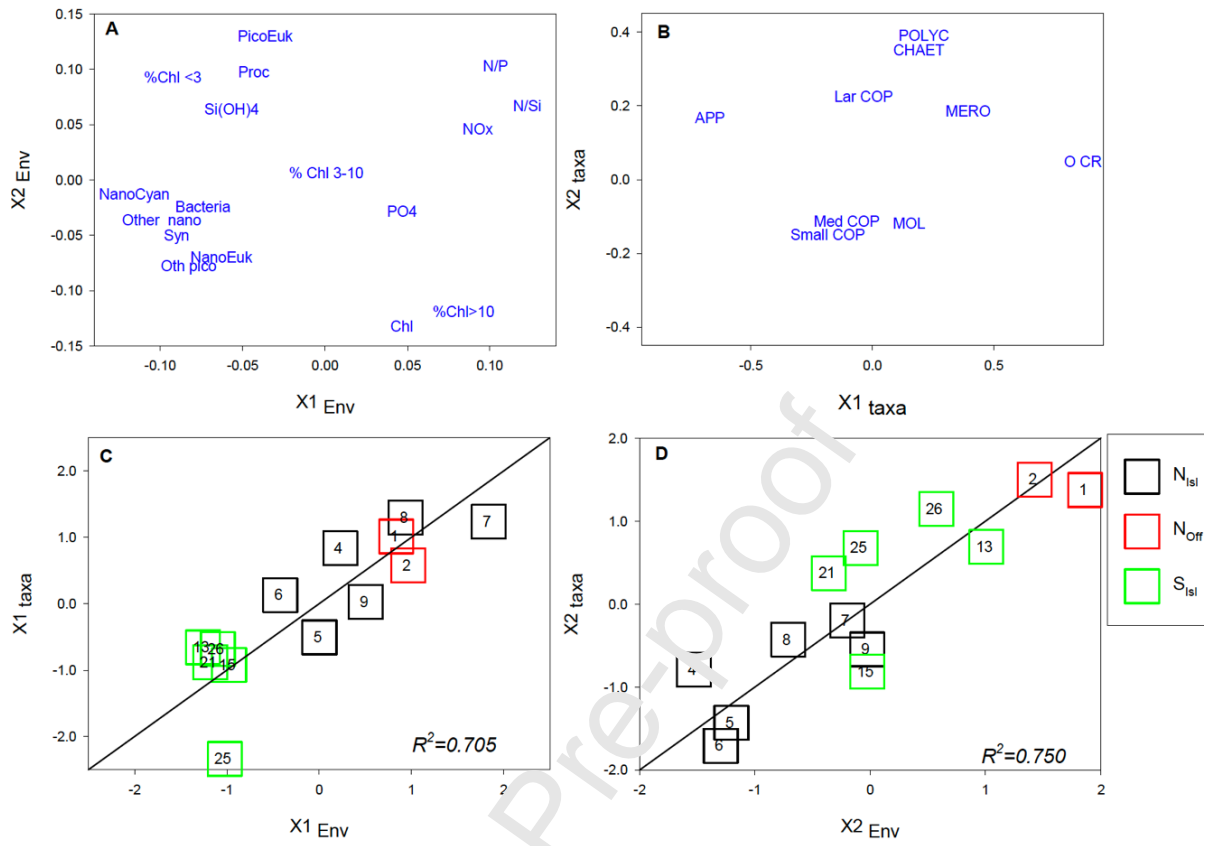 A
0.15
0.10
0.05
0.00
-0.05
-0.10
-0.15
X2 Env
PicoEuk
%Chl <3
Proc
N/P
Si(OH)4
N/Si
NOx
% Chl 3-10
NanoCyan
Bacteria
PO4
Other nano
Syn
NanoEuk
Oth pico
%Chl>10
Chl
-0.10
-0.05
0.00
0.05
0.10
X1 Env
B
0.4
0.2
0.0
-0.2
-0.4
X2 taxa
POLYC
CHAET
Lar COP
APP
MERO
O CR
Med COP
MOL
Small COP
-0.5
0.0
0.5
X1 taxa
C
2.0
1.0
0.0
-1.0
-2.0
X1 taxa
8
7
1
4
2
6
9
5
13
26
21
15
25
R2=0.705
-2
-1
0
1
2
X1 Env
D
2.0
1.0
0.0
-1.0
-2.0
X2 taxa
2
1
26
25
13
21
7
8
9
4
15
5
6
R2=0.750
-2
-1
0
1
2
X2 Env
NIsl
NOff
SIsl
Pre-proof